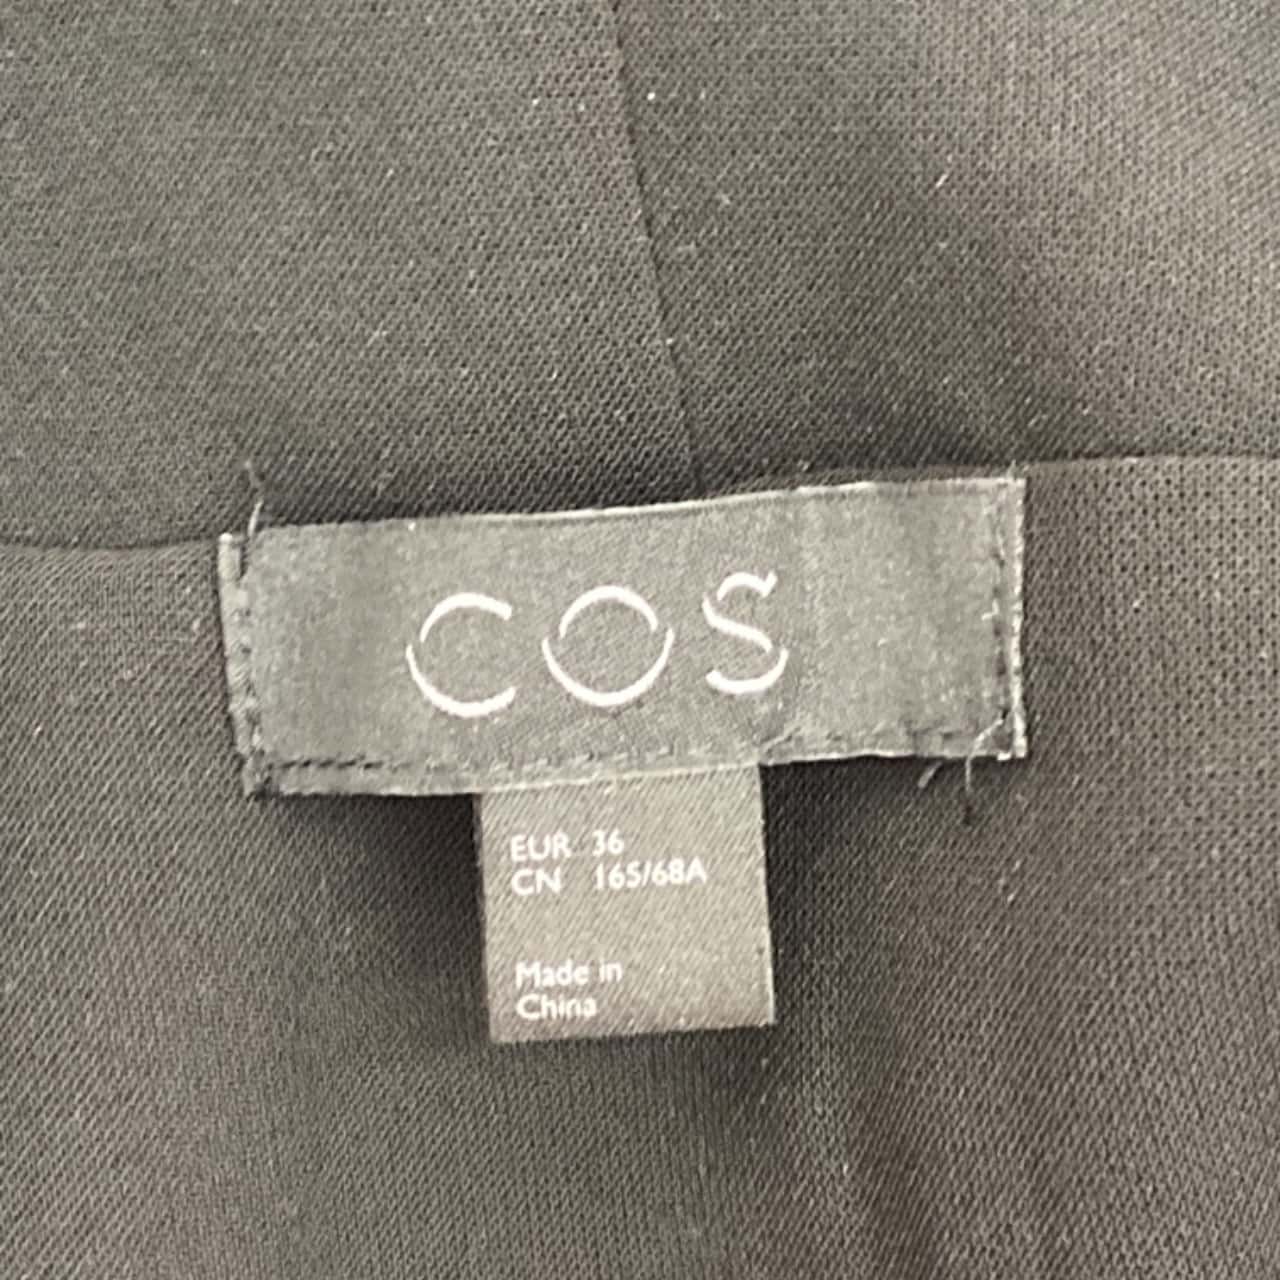 COS
EUR 36
CN 165/68A
Made in
China